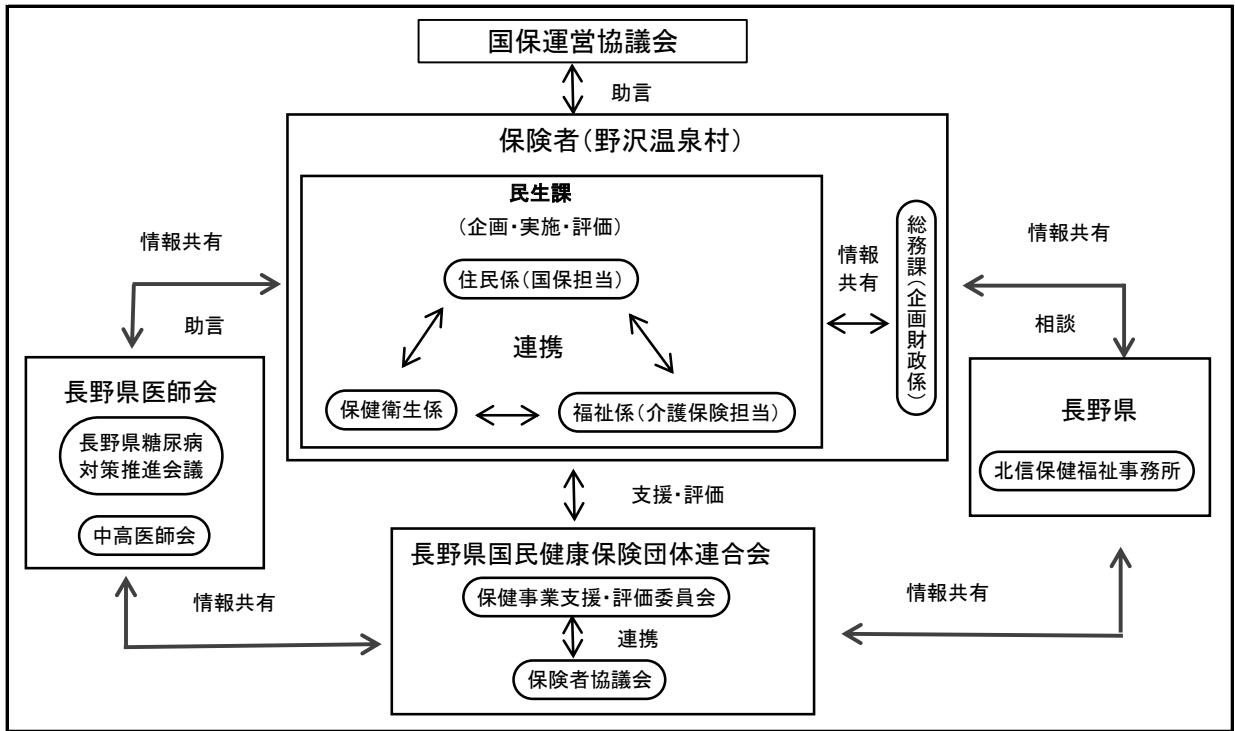 国保運営協議会
助言
保険者（野沢温泉村）
民生課
（企画・実施・評価）
住民係（国保担当）
連携
保健衛生係
福祉係（介護保険担当）
情報
共有
総務課（企画財政係）
情報共有
助言
情報共有
相談
長野県医師会
長野県糖尿病
対策推進会議
中高医師会
長野県
北信保健福祉事務所
支援・評価
長野県国民健康保険団体連合会
保健事業支援・評価委員会
連携
保険者協議会
情報共有
情報共有